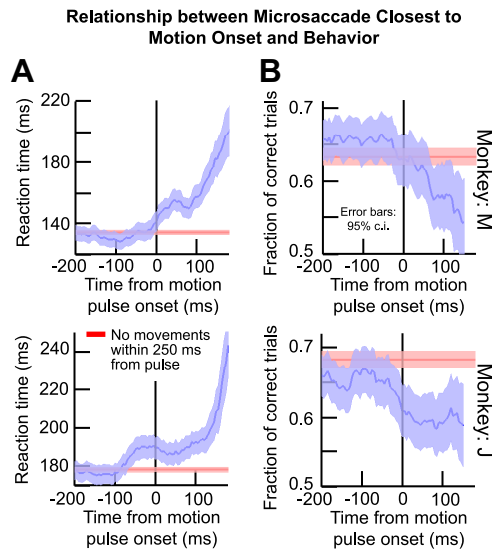 Relationship between Microsaccade Closest to
Motion Onset and Behavior
A
B
220
180
140
Reaction time (ms)
-200
-100
0
100
Time from motion
pulse onset (ms)
0.7
0.6
0.5
Fraction of correct trials
Error bars:
95% c.i.
-200
-100
0
100
Time from motion
pulse onset (ms)
Monkey: M
240
220
200
180
Reaction time (ms)
No movements
within 250 ms
from pulse
-200
-100
0
100
Time from motion
pulse onset (ms)
0.7
0.6
0.5
Fraction of correct trials
-200
-100
0
100
Time from motion
pulse onset (ms)
Monkey: J